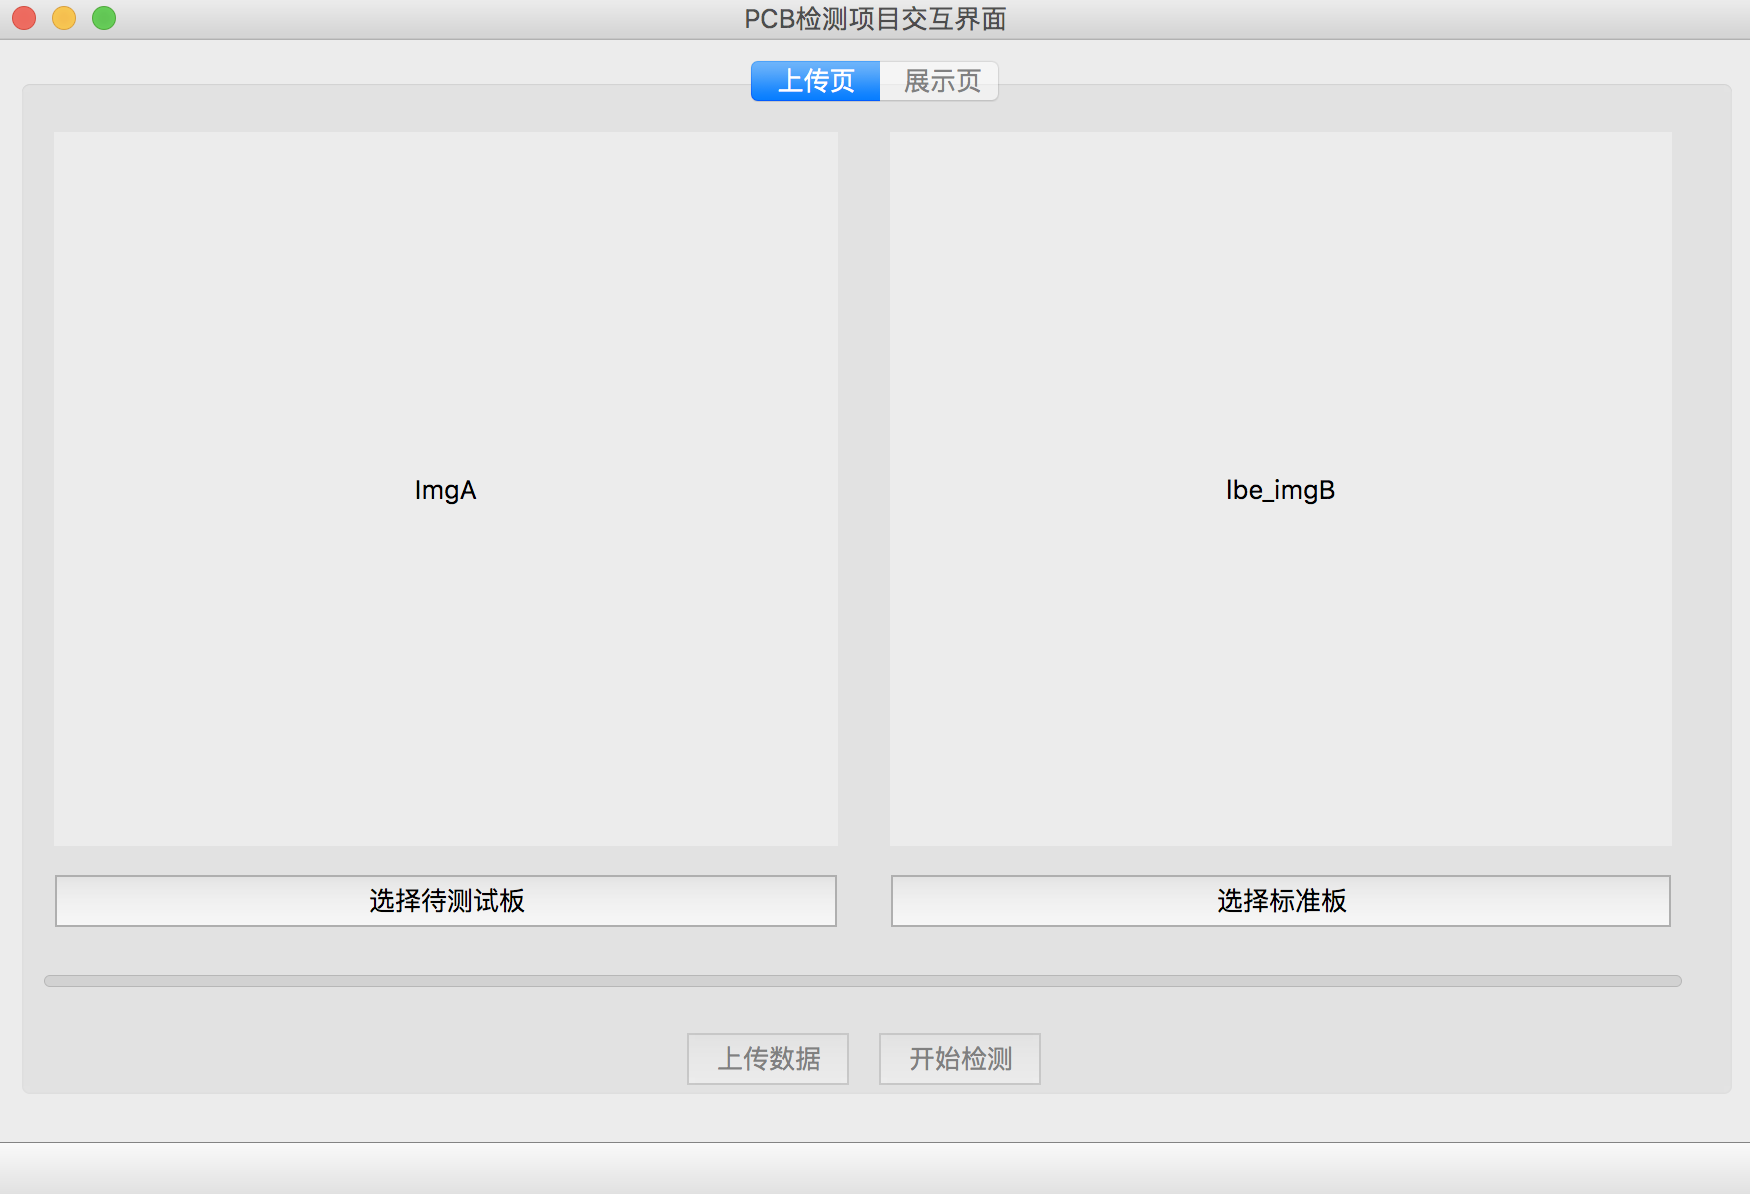 PCB检测项目交互界面
上传页
展示页
ImgA
lbe_imgB
选择待测试板
选择标准板
上传数据
开始检测